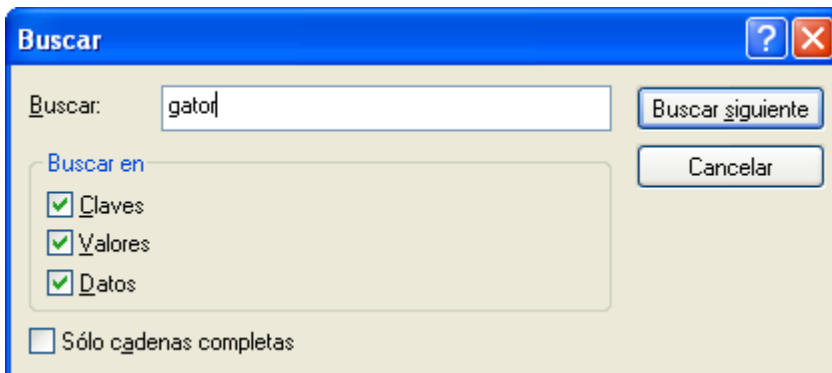 Buscar
Buscar: gator Buscar siguiente
Buscar en Cancelar
Claves
Valores
Datos
Sólo cadenas completas